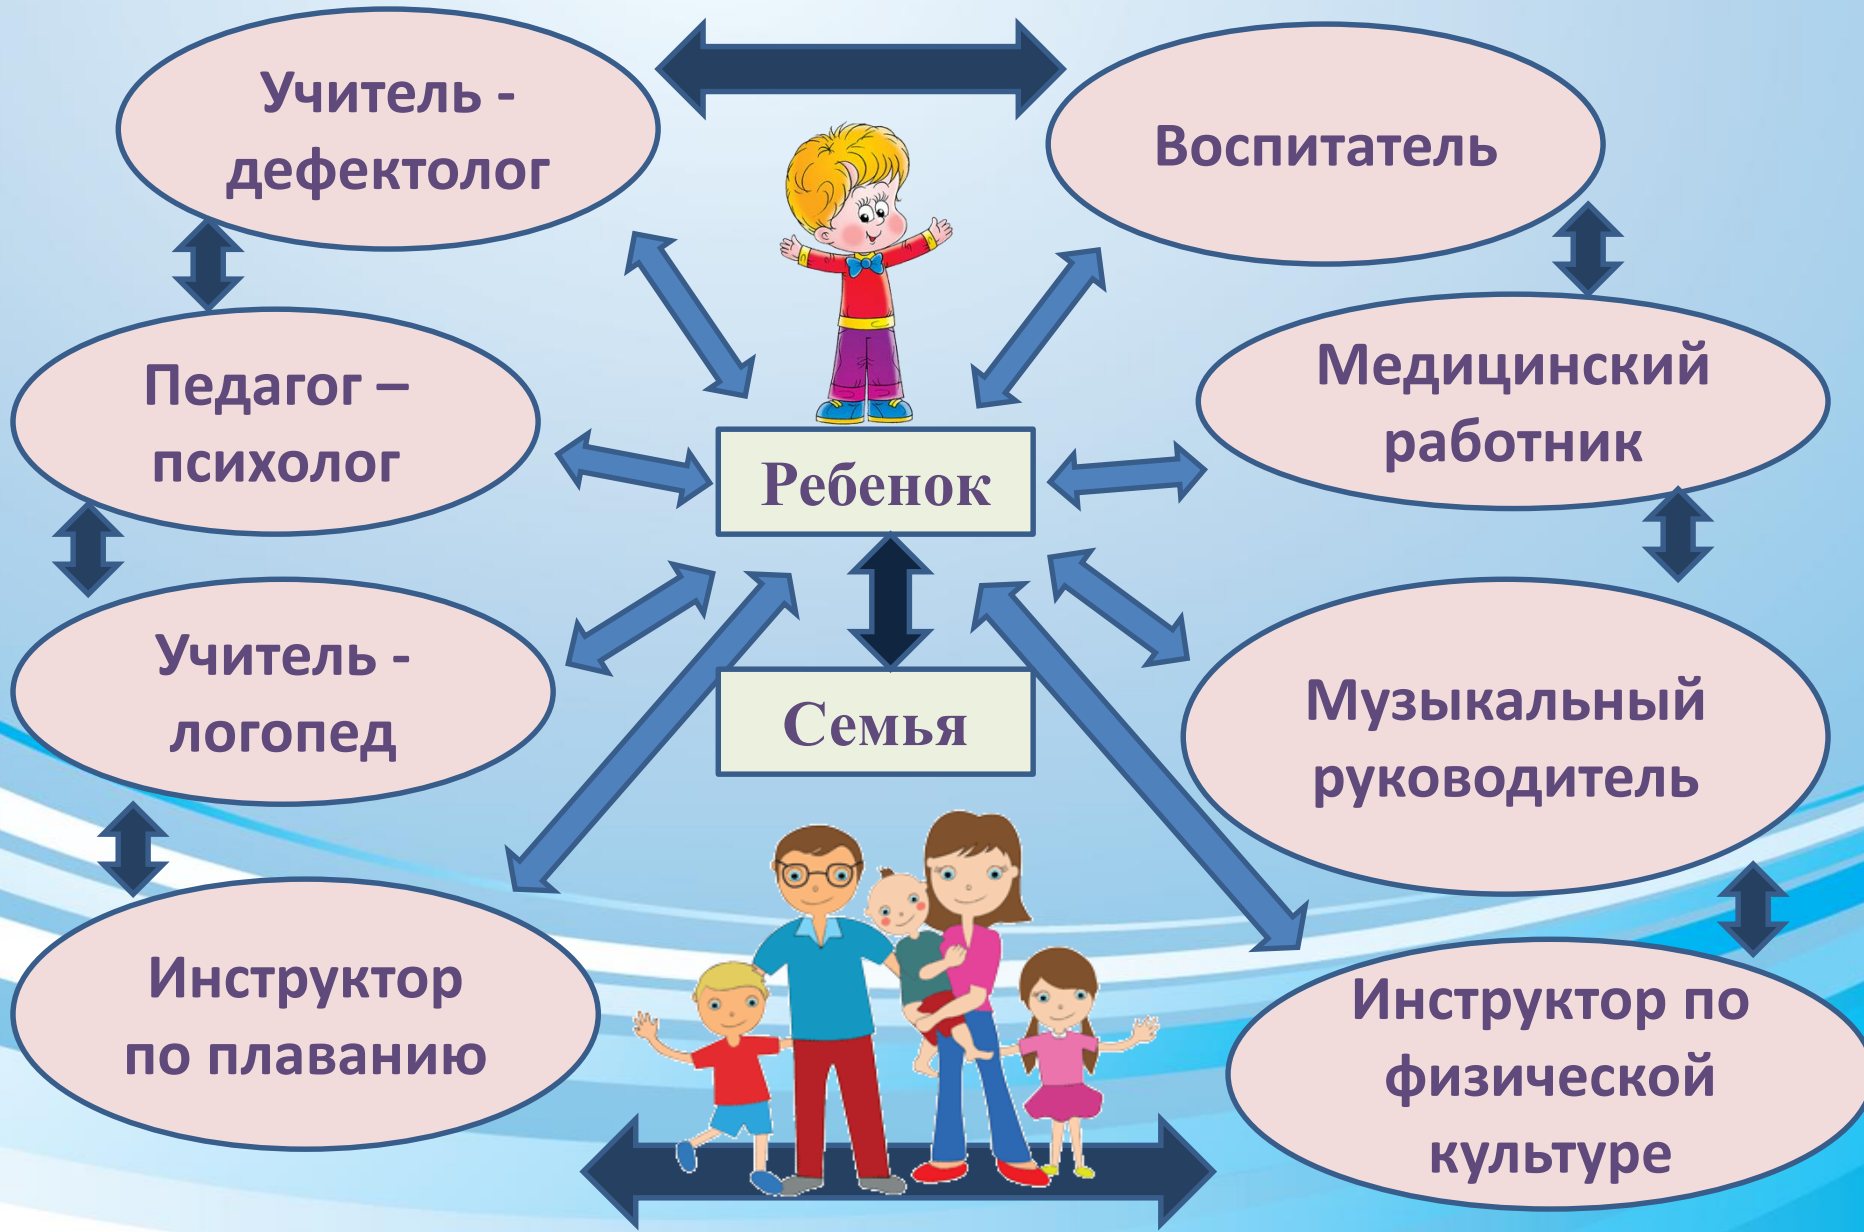 Учитель -
дефектолог
Воспитатель
Педагог –
психолог
Ребенок
Медицинский
работник
Учитель -
логопед
Семья
Музыкальный
руководитель
Инструктор
по плаванию
Инструктор по
физической
культуре